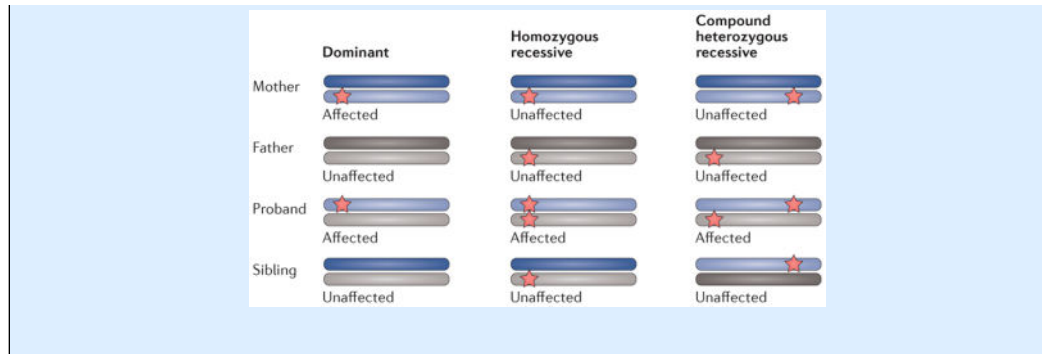 Dominant
Homozygous
recessive
Compound
heterozygous
recessive
Mother
Affected
Unaffected
Unaffected
Father
Unaffected
Unaffected
Unaffected
Proband
Affected
Affected
Affected
Sibling
Unaffected
Unaffected
Unaffected